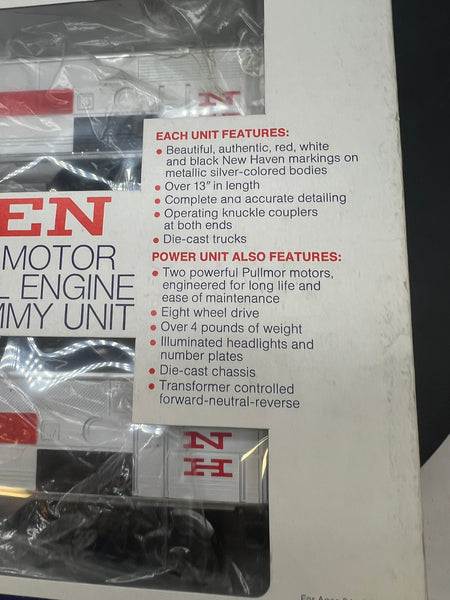 N
H
EACH UNIT FEATURES:
• Beautiful, authentic, red, white
and black New Haven markings on
metallic silver-colored bodies
• Over 13" in length
• Complete and accurate detailing
• Operating knuckle couplers
at both ends
• Die-cast trucks
EN
MOTOR
L ENGINE
MMY UNIT
POWER UNIT ALSO FEATURES:
• Two powerful Pullmor motors,
engineered for long life and
ease of maintenance
• Eight wheel drive
• Over 4 pounds of weight
• Illuminated headlights and
number plates
• Die-cast chassis
• Transformer controlled
forward-neutral-reverse
N
H